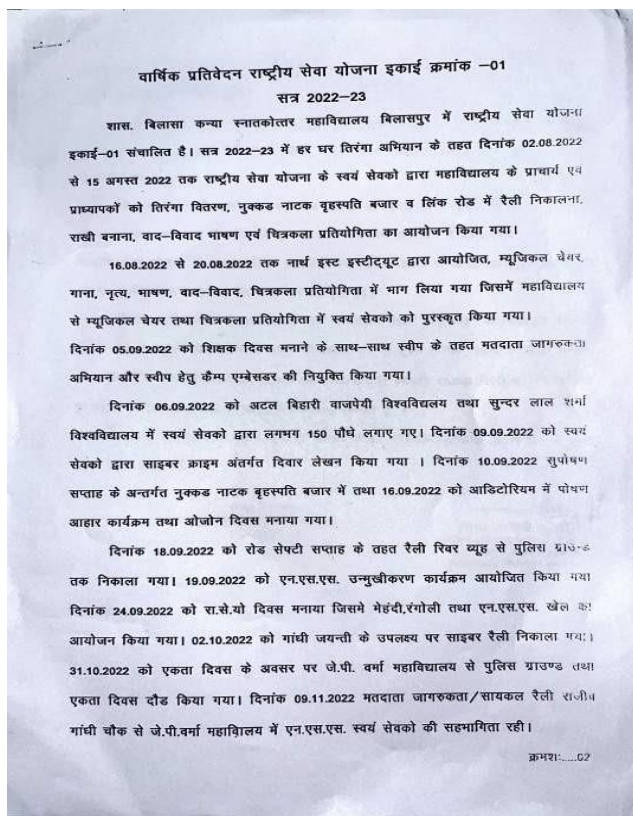 वार्षिक प्रतिवेदन राष्ट्रीय सेवा योजना इकाई क्रमांक –01
सत्र 2022–23
शास. बिलासा कन्या स्नातकोत्तर महाविद्यालय बिलासपुर में राष्ट्रीय सेवा योजना
इकाई–01 संचालित है। सत्र 2022–23 में हर घर तिरंगा अभियान के तहत दिनांक 02.08.2022
से 15 अगस्त 2022 तक राष्ट्रीय सेवा योजना के स्वयं सेवको द्वारा महाविद्यालय के प्राचार्य एवं
प्राध्यापकों को तिरंगा वितरण, नुक्कड नाटक वृहस्पति बजार व लिंक रोड में रैली निकालना,
राखी बनाना, वाद–विवाद भाषण एवं चित्रकला प्रतियोगिता का आयोजन किया गया।
16.08.2022 से 20.08.2022 तक नार्थ इस्ट इस्टीट्यूट द्वारा आयोजित, म्यूजिकल चेयर,
गाना, नृत्य, भाषण, वाद–विवाद, चित्रकला प्रतियोगिता में भाग लिया गया जिसमें महाविद्यालय
से म्यूजिकल चेयर तथा चित्रकला प्रतियोगिता में स्वयं सेवको को पुरस्कृत किया गया।
दिनांक 05.09.2022 को शिक्षक दिवस मनाने के साथ–साथ स्वीप के तहत मतदाता जागरुकता
अभियान और स्वीप हेतु कैम्प एम्बेसडर की नियुक्ति किया गया।
दिनांक 06.09.2022 को अटल बिहारी वाजपेयी विश्वविद्यलय तथा सुन्दर लाल शर्मा
विश्वविद्यालय में स्वयं सेवको द्वारा लगभग 150 पौधे लगाए गए। दिनांक 09.09.2022 को स्वयं
सेवको द्वारा साइबर क्राइम अंतर्गत दिवार लेखन किया गया । दिनांक 10.09.2022 सुपोषण
सप्ताह के अन्तर्गत नुक्कड नाटक बृहस्पति बजार में तथा 16.09.2022 को आडिटोरियम में पोषण
आहार कार्यक्रम तथा ओजोन दिवस मनाया गया।
दिनांक 18.09.2022 को रोड सेफ्टी सप्ताह के तहत रैली रिवर व्यूह से पुलिस ग्राउन्ड
तक निकाला गया। 19.09.2022 को एन.एस.एस. उन्मुखीकरण कार्यक्रम आयोजित किया गया
दिनांक 24.09.2022 को रा.से.यो दिवस मनाया जिसमे मेहंदी,रंगोली तथा एन.एस.एस. खेल का
आयोजन किया गया। 02.10.2022 को गांधी जयन्ती के उपलक्ष्य पर साइबर रैली निकाला गया।
31.10.2022 को एकता दिवस के अवसर पर जे.पी. वर्मा महाविद्यालय से पुलिस ग्राउण्ड तथा
एकता दिवस दौड किया गया। दिनांक 09.11.2022 मतदाता जागरुकता/सायकल रैली राजीव
गांधी चौक से जे.पी.वर्मा महाविालय में एन.एस.एस. स्वयं सेवको की सहभागिता रही।
क्रमशः.....02